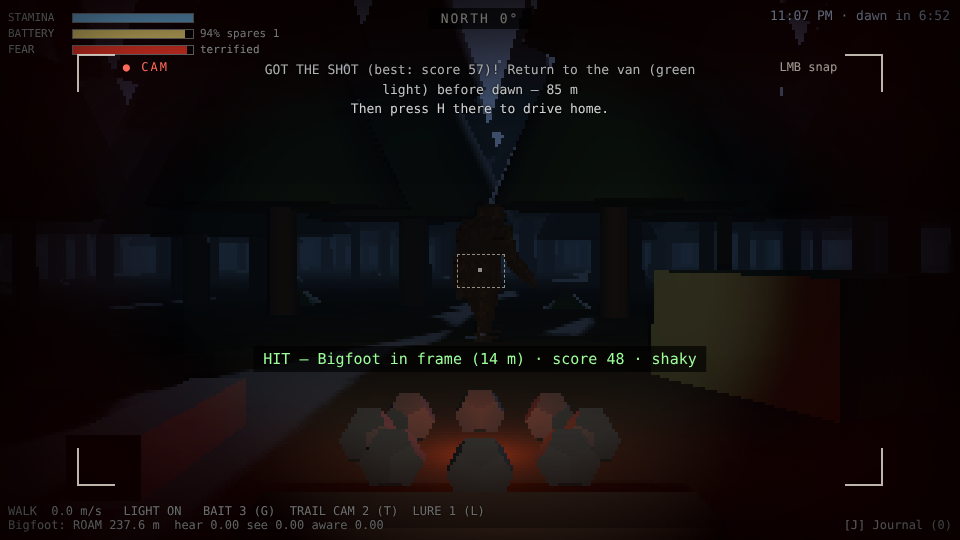 STAMINA
BATTERY 94% spares 1
FEAR terrified
NORTH 0°
11:07 PM · dawn in 6:52
● CAM
LMB snap
GOT THE SHOT (best: score 57)! Return to the van (green
light) before dawn — 85 m
Then press H there to drive home.
HIT — Bigfoot in frame (14 m) · score 48 · shaky
WALK 0.0 m/s LIGHT ON BAIT 3 (G) TRAIL CAM 2 (T) LURE 1 (L)
Bigfoot: ROAM 237.6 m hear 0.00 see 0.00 aware 0.00
[J] Journal (0)